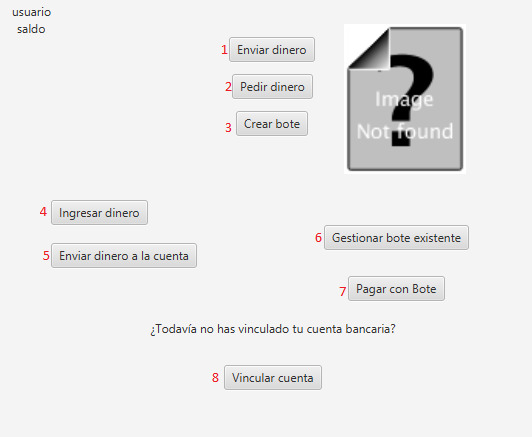 usuario
saldo
1 Enviar dinero
2 Pedir dinero
3 Crear bote
?
Image
Not found
4 Ingresar dinero
5 Enviar dinero a la cuenta
6 Gestionar bote existente
7 Pagar con Bote
¿Todavía no has vinculado tu cuenta bancaria?
8 Vincular cuenta